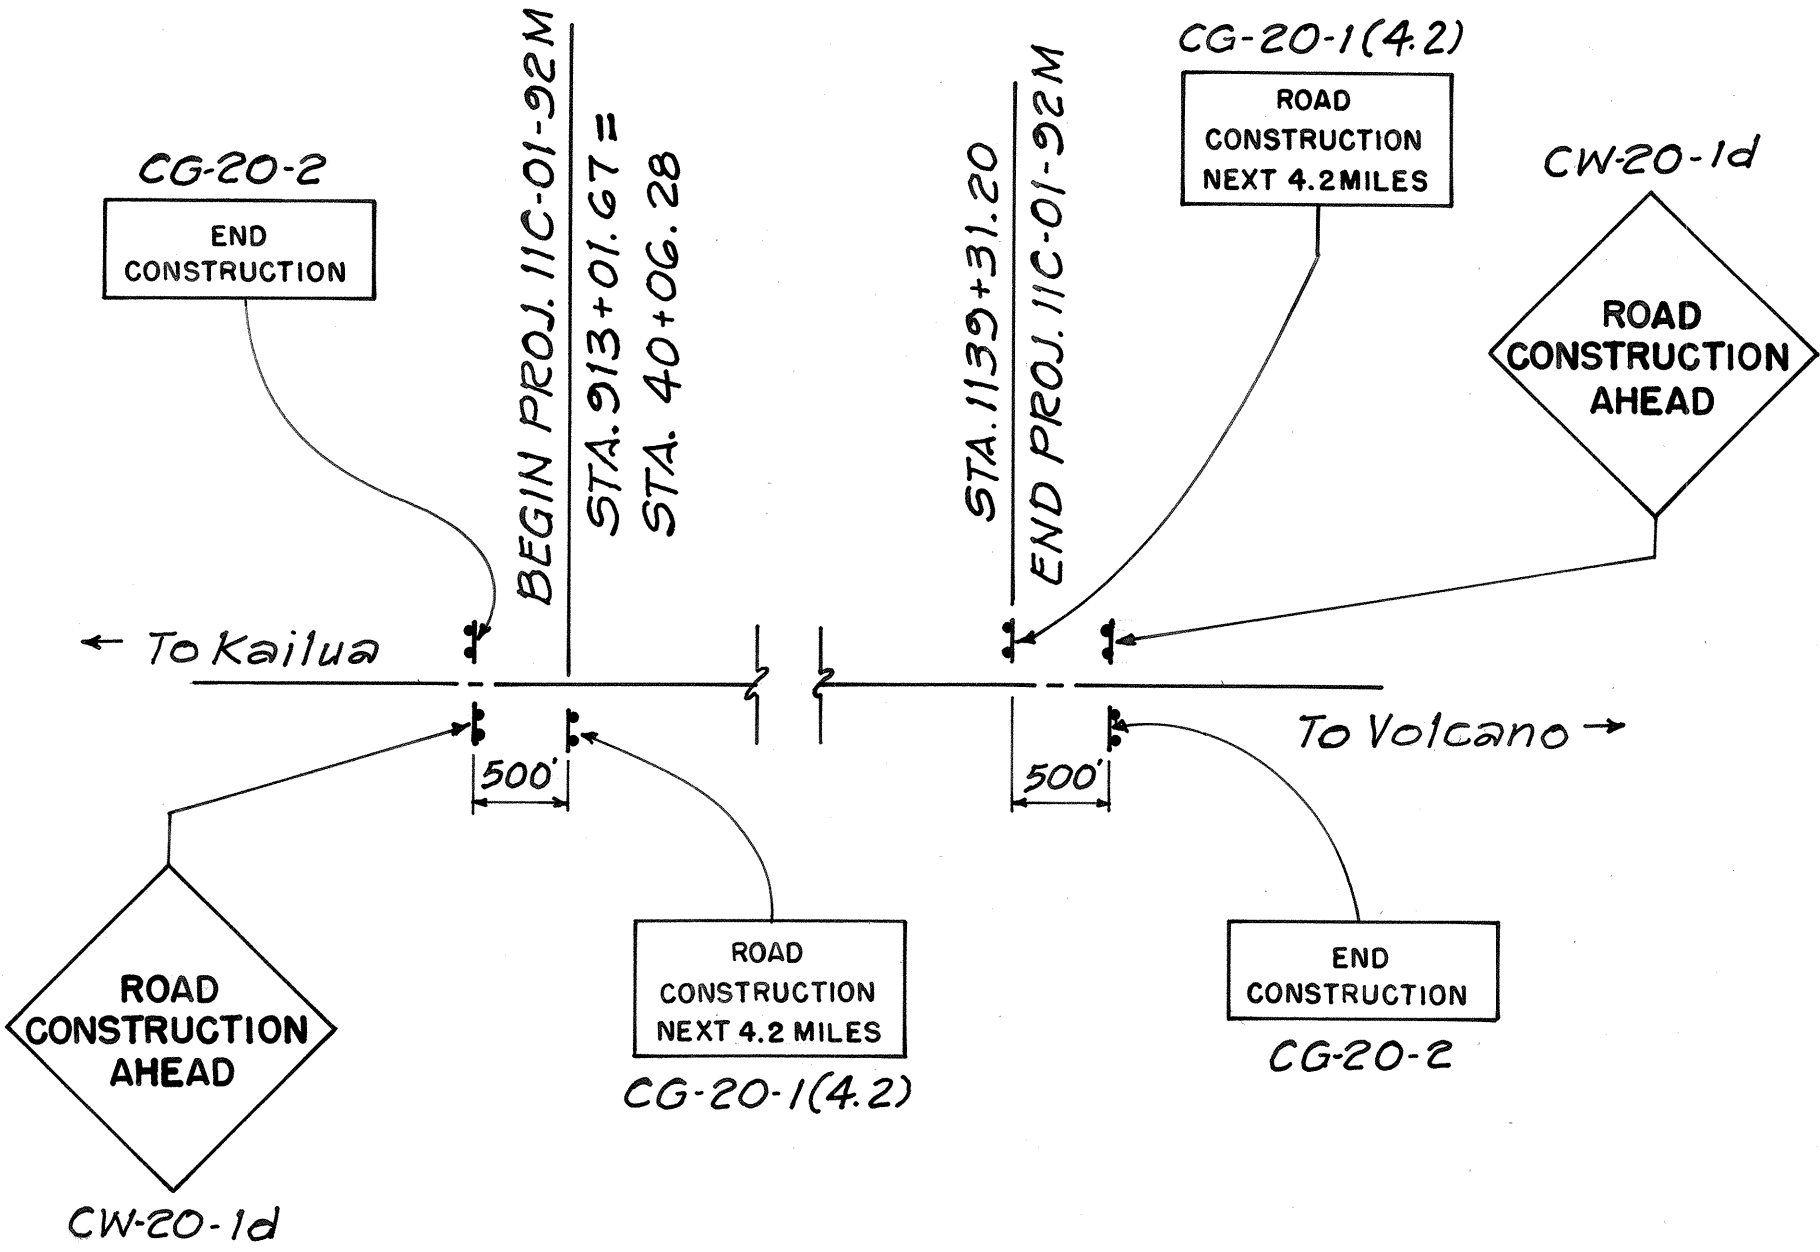 CG-20-2
END
CONSTRUCTION
BEGIN PROJ. 11C-01-92M
STA. 913+01.67 =
STA. 40+06.28
STA. 1139+31.20
END PROJ. 11C-01-92M
CG-20-1(4.2)
ROAD
CONSTRUCTION
NEXT 4.2 MILES
CW-20-1d
ROAD
CONSTRUCTION
AHEAD
← To Kailua
To Volcano →
500'
500'
ROAD
CONSTRUCTION
AHEAD
CW-20-1d
ROAD
CONSTRUCTION
NEXT 4.2 MILES
CG-20-1(4.2)
END
CONSTRUCTION
CG-20-2